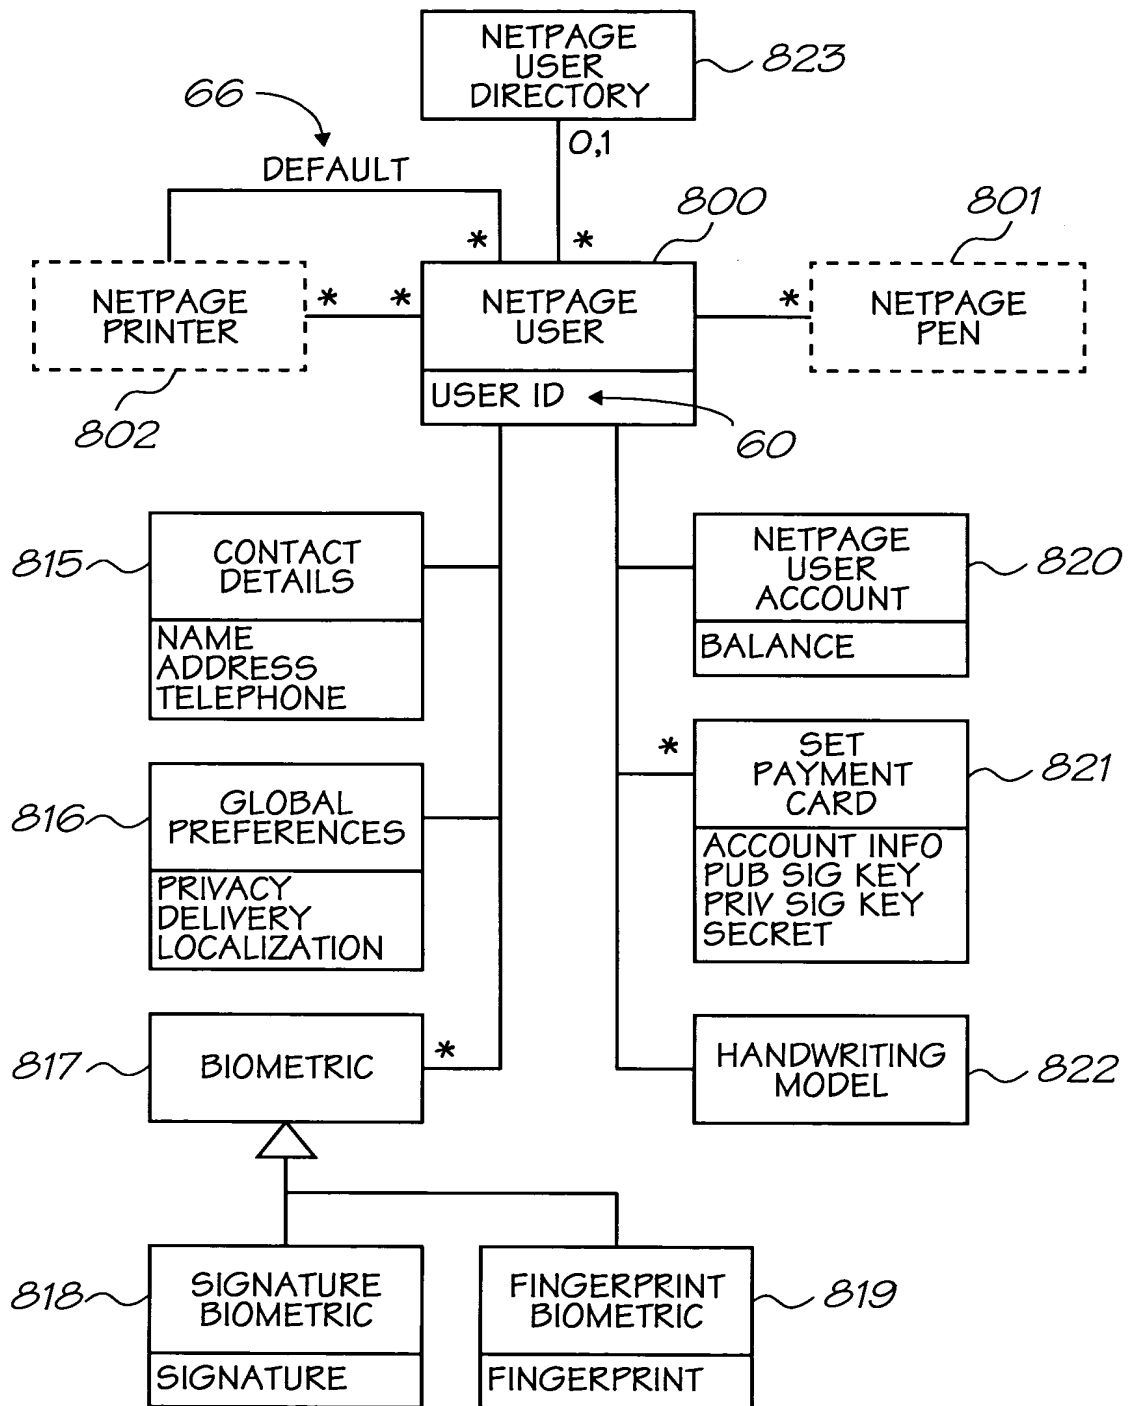 NETPAGE
USER
DIRECTORY
823
66
0,1
DEFAULT
800
801
*
*
NETPAGE
PRINTER
*
*
NETPAGE
USER
*
NETPAGE
PEN
USER ID
802
60
815
CONTACT
DETAILS
NAME
ADDRESS
TELEPHONE
NETPAGE
USER
ACCOUNT
820
BALANCE
816
GLOBAL
PREFERENCES
PRIVACY
DELIVERY
LOCALIZATION
*
SET
PAYMENT
CARD
821
ACCOUNT INFO
PUB SIG KEY
PRIV SIG KEY
SECRET
817
BIOMETRIC
*
HANDWRITING
MODEL
822
818
SIGNATURE
BIOMETRIC
SIGNATURE
FINGERPRINT
BIOMETRIC
819
FINGERPRINT